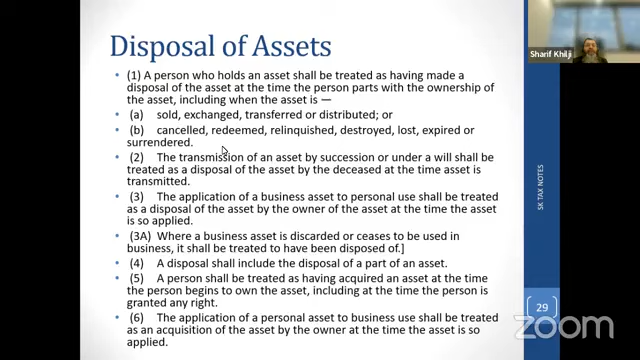 Disposal of Assets
• (1) A person who holds an asset shall be treated as having made a
disposal of the asset at the time the person parts with the ownership of
the asset, including when the asset is —
• (a) sold, exchanged, transferred or distributed; or
• (b) cancelled, redeemed, relinquished, destroyed, lost, expired or
surrendered.
• (2) The transmission of an asset by succession or under a will shall be
treated as a disposal of the asset by the deceased at the time asset is
transmitted.
• (3) The application of a business asset to personal use shall be treated
as a disposal of the asset by the owner of the asset at the time the asset
is so applied.
• (3A) Where a business asset is discarded or ceases to be used in
business, it shall be treated to have been disposed of.]
• (4) A disposal shall include the disposal of a part of an asset.
• (5) A person shall be treated as having acquired an asset at the time
the person begins to own the asset, including at the time the person is
granted any right.
• (6) The application of a personal asset to business use shall be treated
as an acquisition of the asset by the owner at the time the asset is so
applied.
Sharif Khilji
SK TAX NOTES
29
zoom